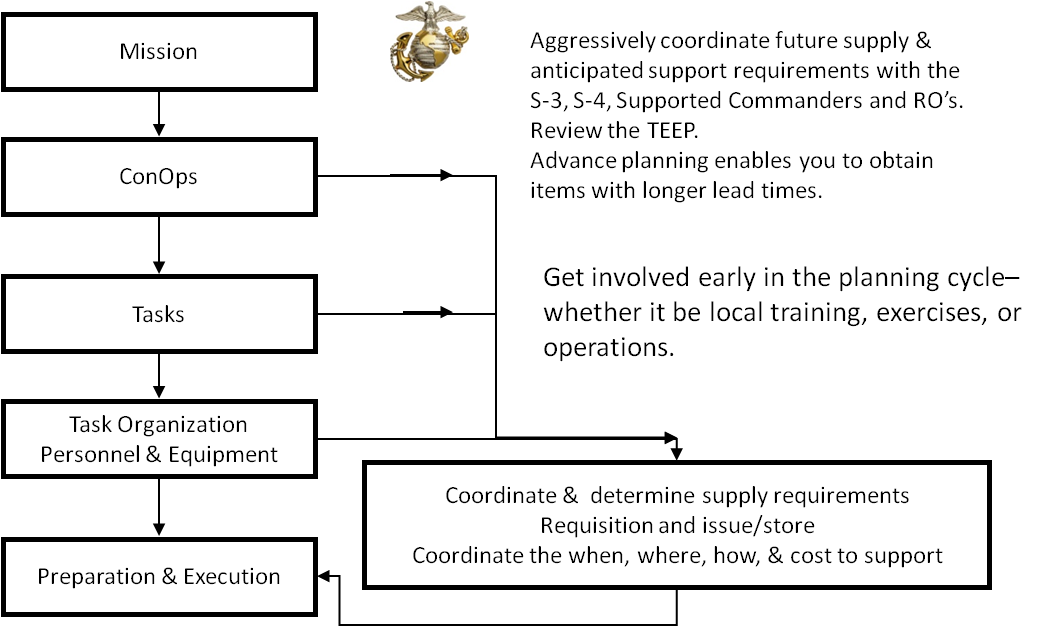 Mission
Aggressively coordinate future supply &
anticipated support requirements with the
S-3, S-4, Supported Commanders and RO’s.
Review the TEEP.
Advance planning enables you to obtain
items with longer lead times.
ConOps
Get involved early in the planning cycle–
whether it be local training, exercises, or
operations.
Tasks
Task Organization
Personnel & Equipment
Coordinate &  determine supply requirements
Requisition and issue/store
Coordinate the when, where, how, & cost to support
Preparation & Execution